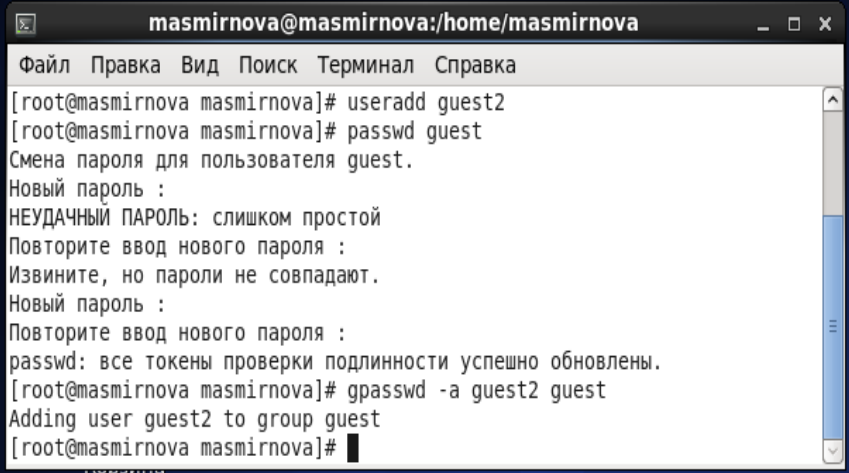 masmirnova@masmirnova:/home/masmirnova
Файл Правка Вид Поиск Терминал Справка
[root@masmirnova masmirnova]# useradd guest2
[root@masmirnova masmirnova]# passwd guest
Смена пароля для пользователя guest.
Новый пароль :
НЕУДАЧНЫЙ ПАРОЛЬ: слишком простой
Повторите ввод нового пароля :
Извините, но пароли не совпадают.
Новый пароль :
Повторите ввод нового пароля :
passwd: все токены проверки подлинности успешно обновлены.
[root@masmirnova masmirnova]# gpasswd -a guest2 guest
Adding user guest2 to group guest
[root@masmirnova masmirnova]#